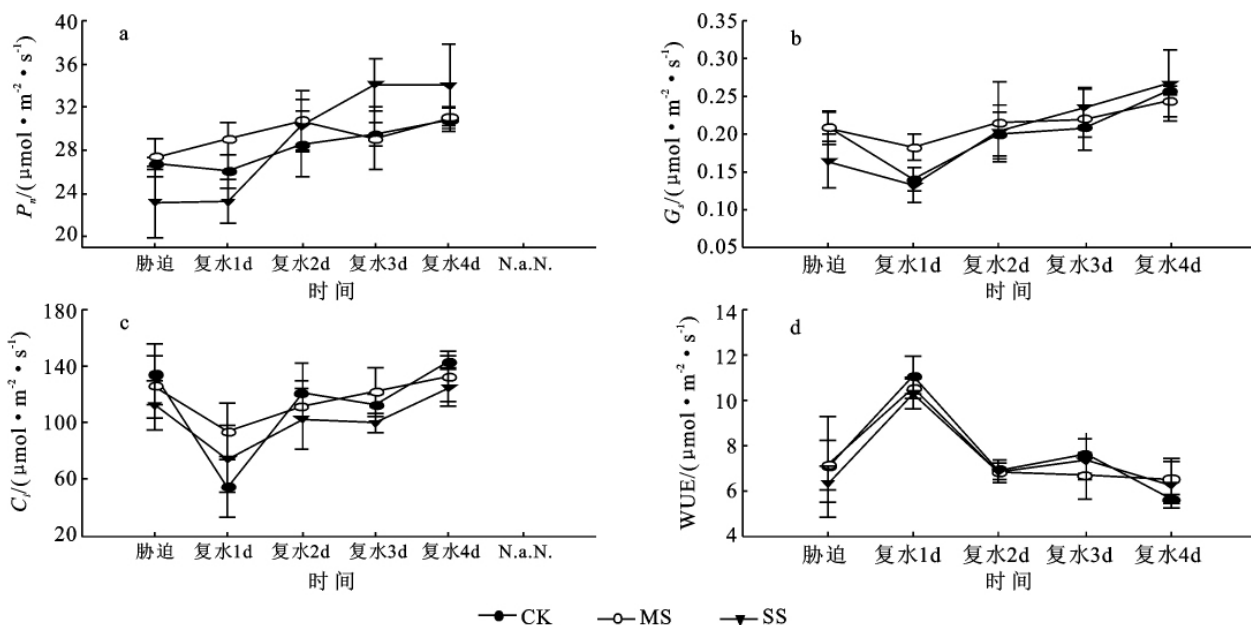 a
40
36
32
28
24
20
Pn/(μmol•m-2•s-1)
胁迫 复水1d 复水2d 复水3d 复水4d N.a.N.
时间
b
0.35
0.30
0.25
0.20
0.15
0.10
0.05
Gs/(μmol•m-2•s-1)
胁迫 复水1d 复水2d 复水3d 复水4d
时间
c
180
140
100
60
20
Ci/(μmol•m-2•s-1)
胁迫 复水1d 复水2d 复水3d 复水4d N.a.N.
时间
d
14
12
10
8
6
4
WUE/(μmol•m-2•s-1)
胁迫 复水1d 复水2d 复水3d 复水4d
时间
CK MS SS